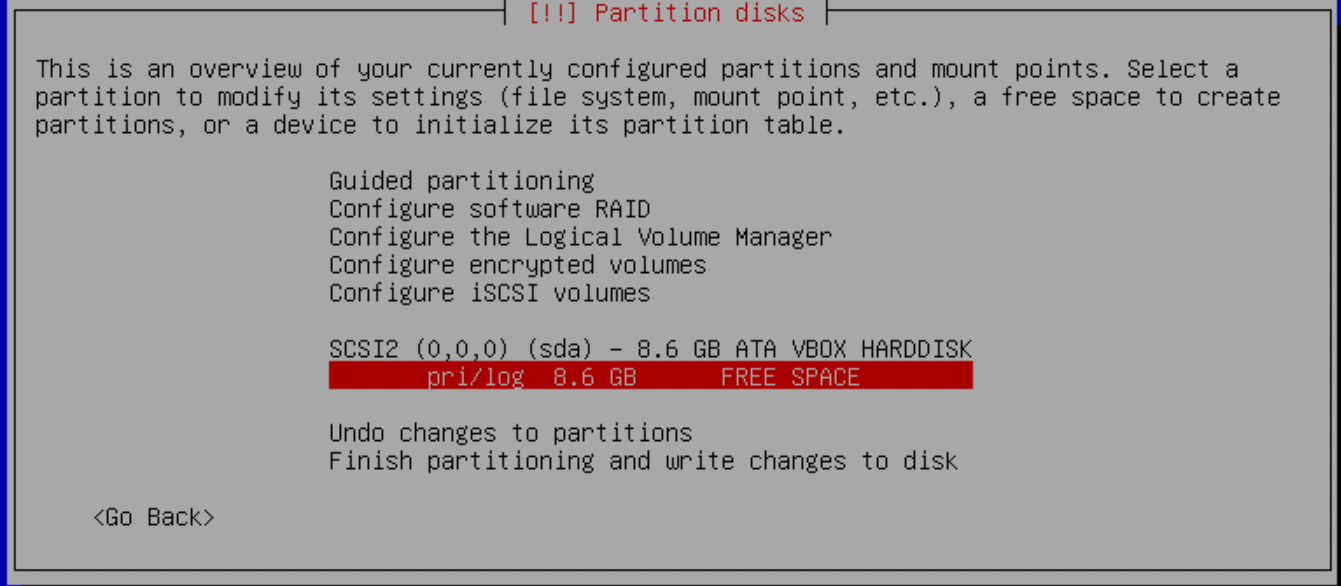 [!!] Partition disks
This is an overview of your currently configured partitions and mount points. Select a
partition to modify its settings (file system, mount point, etc.), a free space to create
partitions, or a device to initialize its partition table.
Guided partitioning
Configure software RAID
Configure the Logical Volume Manager
Configure encrypted volumes
Configure iSCSI volumes
SCSI2 (0,0,0) (sda) - 8.6 GB ATA VBOX HARDDISK
pri/log 8.6 GB FREE SPACE
Undo changes to partitions
Finish partitioning and write changes to disk
<Go Back>